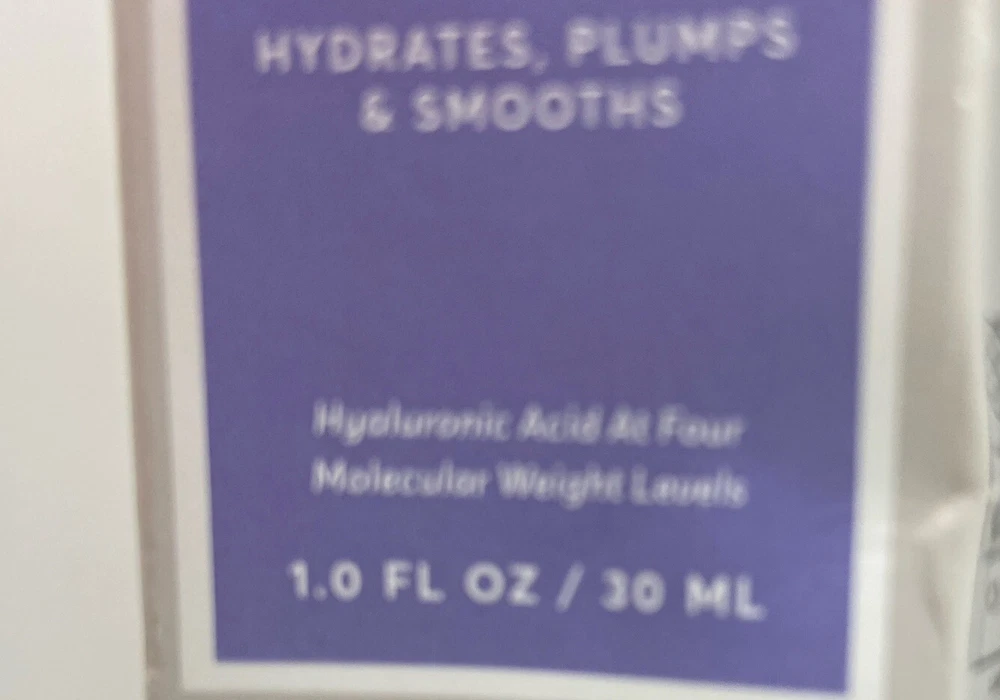 HYDRATES, PLUMPS
& SMOOTHS
Hyaluronic Acid At Four
Molecular Weight Levels
1.0 FL OZ / 30 ML